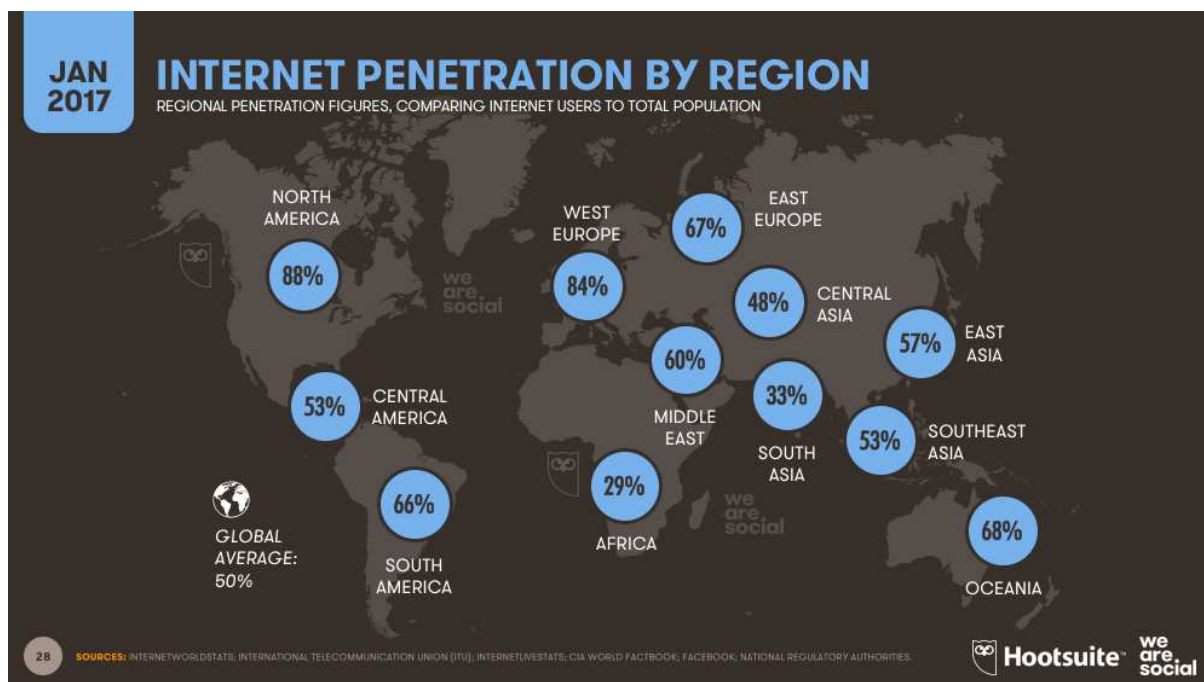 JAN
2017
INTERNET PENETRATION BY REGION
REGIONAL PENETRATION FIGURES, COMPARING INTERNET USERS TO TOTAL POPULATION
NORTH
AMERICA
88%
WEST
EUROPE
84%
67%
EAST
EUROPE
48%
CENTRAL
ASIA
57%
EAST
ASIA
we
are
social
53%
CENTRAL
AMERICA
60%
MIDDLE
EAST
33%
SOUTH
ASIA
53%
SOUTHEAST
ASIA
66%
SOUTH
AMERICA
29%
AFRICA
we
are
social
68%
OCEANIA
GLOBAL
AVERAGE:
50%
28
SOURCES: INTERNETWORLDSTATS; INTERNATIONAL TELECOMMUNICATION UNION (ITU); INTERNETLIVESTATS; CIA WORLD FACTBOOK; FACEBOOK; NATIONAL REGULATORY AUTHORITIES.
Hootsuite™
we
are
social